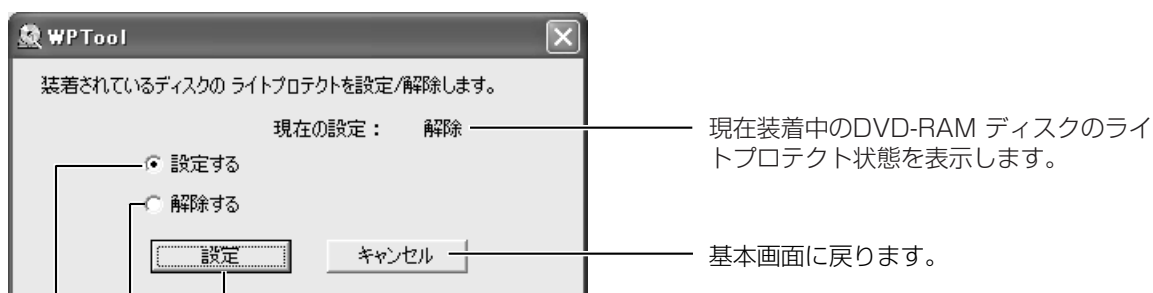 WPTool
装着されているディスクの ライトプロテクトを設定/解除します。
現在の設定： 解除
現在装着中のDVD-RAM ディスクのライ
トプロテクト状態を表示します。
設定する
解除する
設定 キャンセル
基本画面に戻ります。